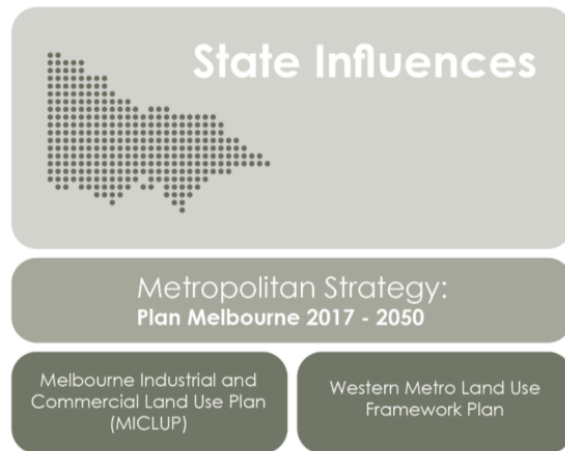 State Influences
Metropolitan Strategy:
Plan Melbourne 2017 - 2050
Melbourne Industrial and
Commercial Land Use Plan
(MICLUP)
Western Metro Land Use
Framework Plan